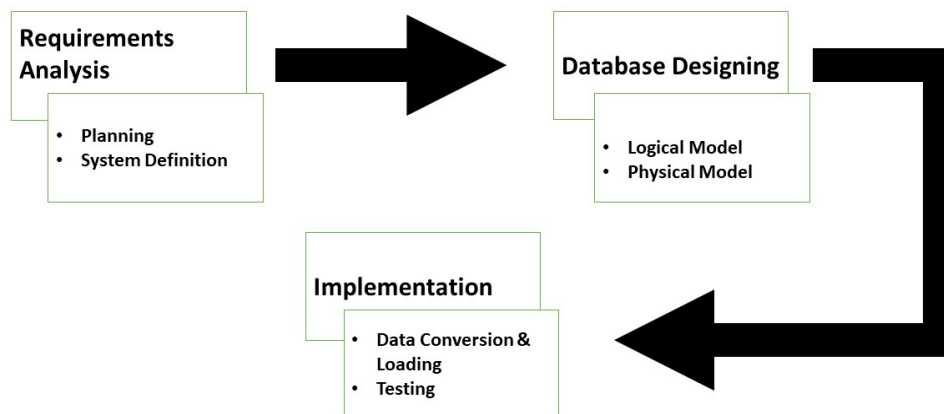 Requirements
Analysis
• Planning
• System Definition
Database Designing
• Logical Model
• Physical Model
Implementation
• Data Conversion &
Loading
• Testing